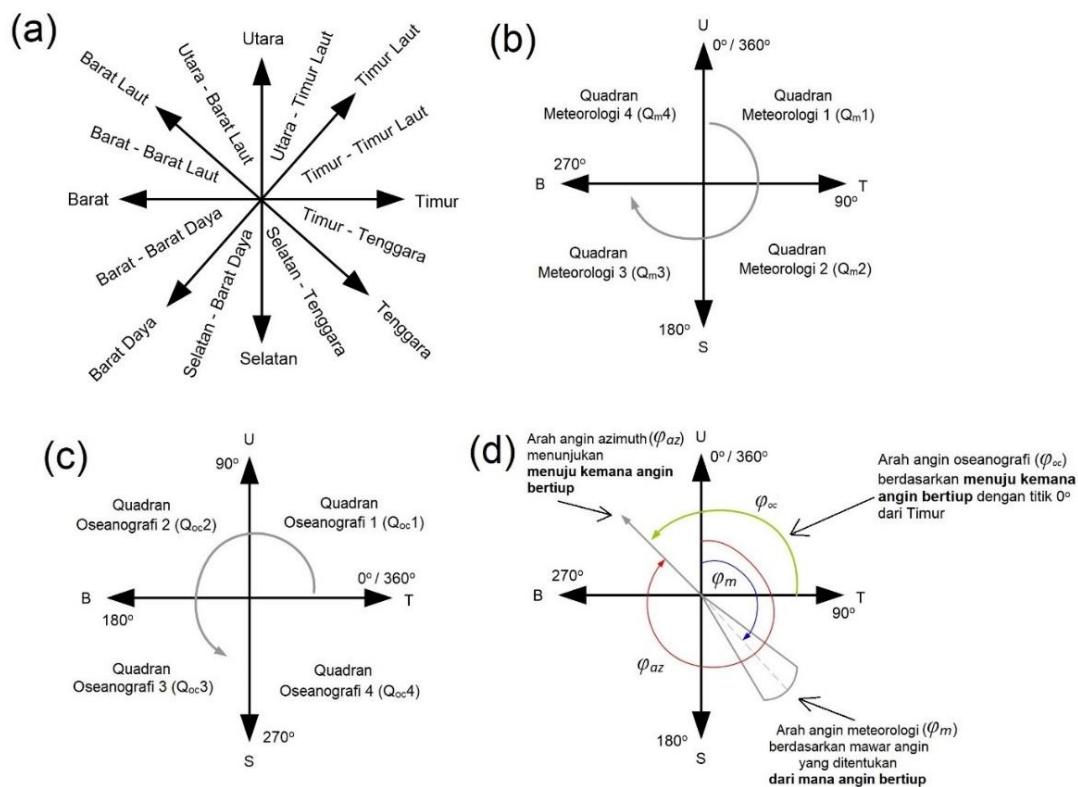 (a)
Utara
Utara - Timur Laut
Timur Laut
Timur - Timur Laut
Timur
Timur - Tenggara
Tenggara
Selatan - Tenggara
Selatan
Selatan - Barat Daya
Barat Daya
Barat - Barat Daya
Barat
Barat - Barat Laut
Barat Laut
Utara - Barat Laut
(b)
U
0° / 360°
Quadran
Meteorologi 4 (Qm4)
Quadran
Meteorologi 1 (Qm1)
270°
B
T
90°
Quadran
Meteorologi 3 (Qm3)
Quadran
Meteorologi 2 (Qm2)
180°
S
(c)
U
90°
Quadran
Oseanografi 2 (Qoc2)
Quadran
Oseanografi 1 (Qoc1)
0° / 360°
B
T
180°
Quadran
Oseanografi 3 (Qoc3)
Quadran
Oseanografi 4 (Qoc4)
270°
S
(d)
Arah angin azimuth (φaz)
menunjukan
menuju kemana angin
bertiup
U
0° / 360°
Arah angin oseanografi (φoc)
berdasarkan menuju kemana
angin bertiup dengan titik 0°
dari Timur
φoc
270°
B
φm
T
90°
φaz
180°
S
Arah angin meteorologi (φm)
berdasarkan mawar angin
yang ditentukan
dari mana angin bertiup